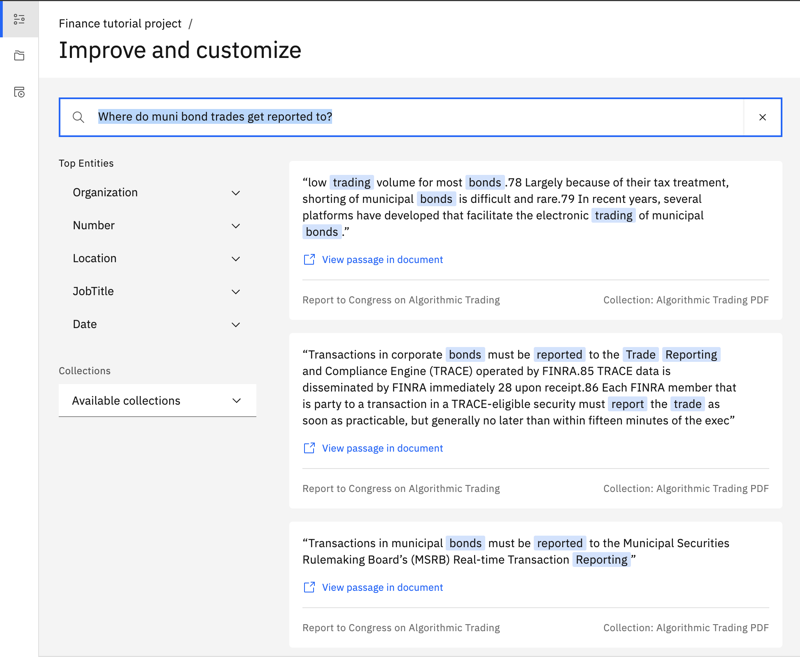 Finance tutorial project /
Improve and customize
Where do muni bond trades get reported to?
Top Entities
Organization
Number
Location
JobTitle
Date
Collections
Available collections
“low trading volume for most bonds.78 Largely because of their tax treatment,
shorting of municipal bonds is difficult and rare.79 In recent years, several
platforms have developed that facilitate the electronic trading of municipal
bonds.”
View passage in document
Report to Congress on Algorithmic Trading
Collection: Algorithmic Trading PDF
“Transactions in corporate bonds must be reported to the Trade Reporting
and Compliance Engine (TRACE) operated by FINRA.85 TRACE data is
disseminated by FINRA immediately 28 upon receipt.86 Each FINRA member that
is party to a transaction in a TRACE-eligible security must report the trade as
soon as practicable, but generally no later than within fifteen minutes of the exec”
View passage in document
Report to Congress on Algorithmic Trading
Collection: Algorithmic Trading PDF
“Transactions in municipal bonds must be reported to the Municipal Securities
Rulemaking Board’s (MSRB) Real-time Transaction Reporting”
View passage in document
Report to Congress on Algorithmic Trading
Collection: Algorithmic Trading PDF